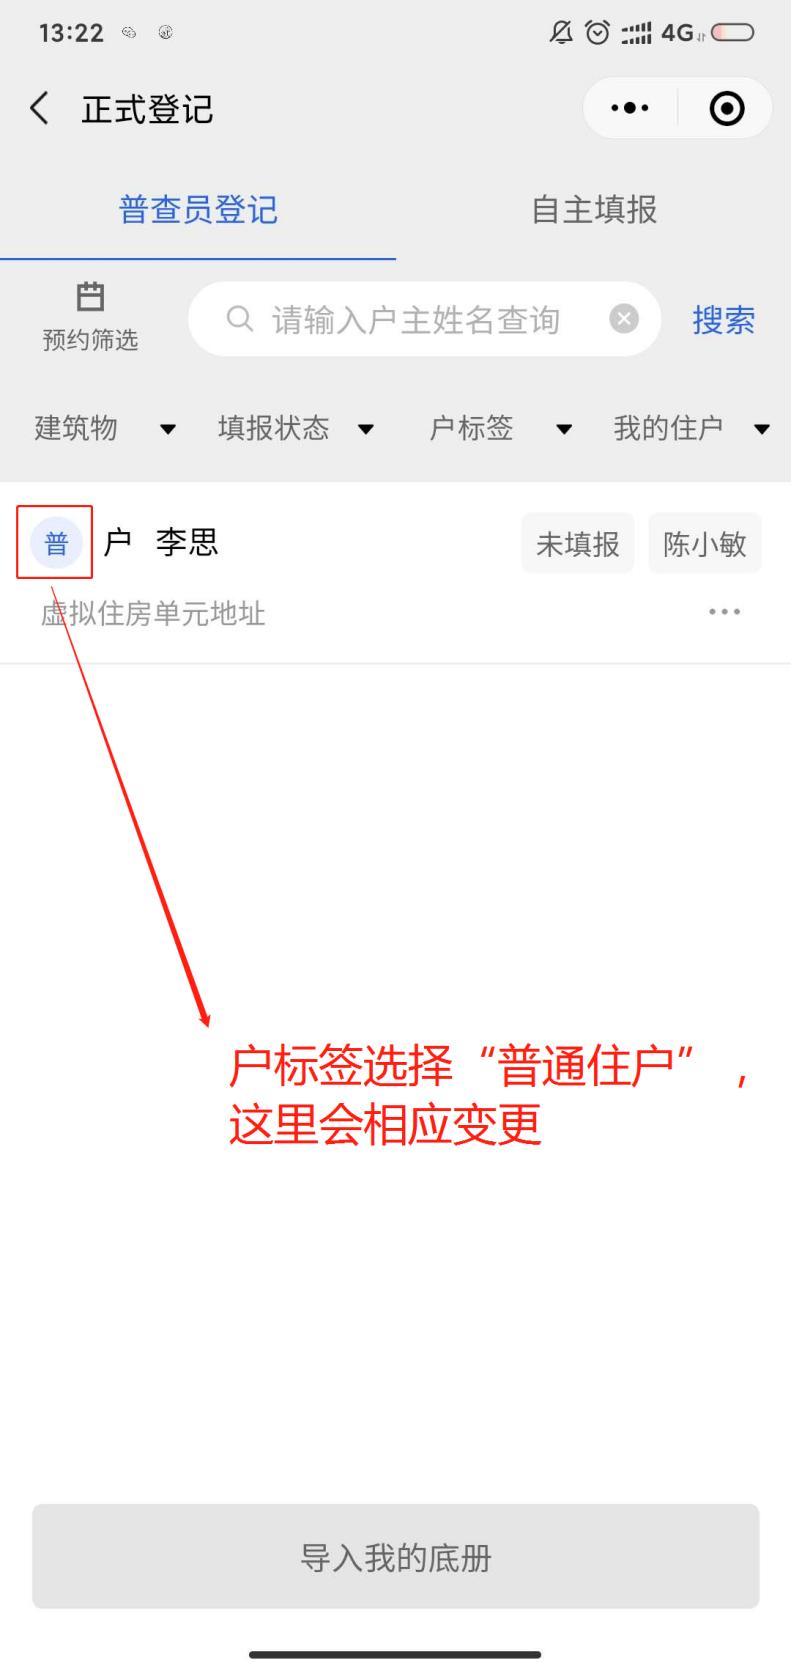 13:22 4G
正式登记
普查员登记 自主填报
预约筛选 请输入户主姓名查询 搜索
建筑物 填报状态 户标签 我的住户
普 户 李思 未填报 陈小敏
虚拟住房单元地址
户标签选择“普通住户”，
这里会相应变更
导入我的底册